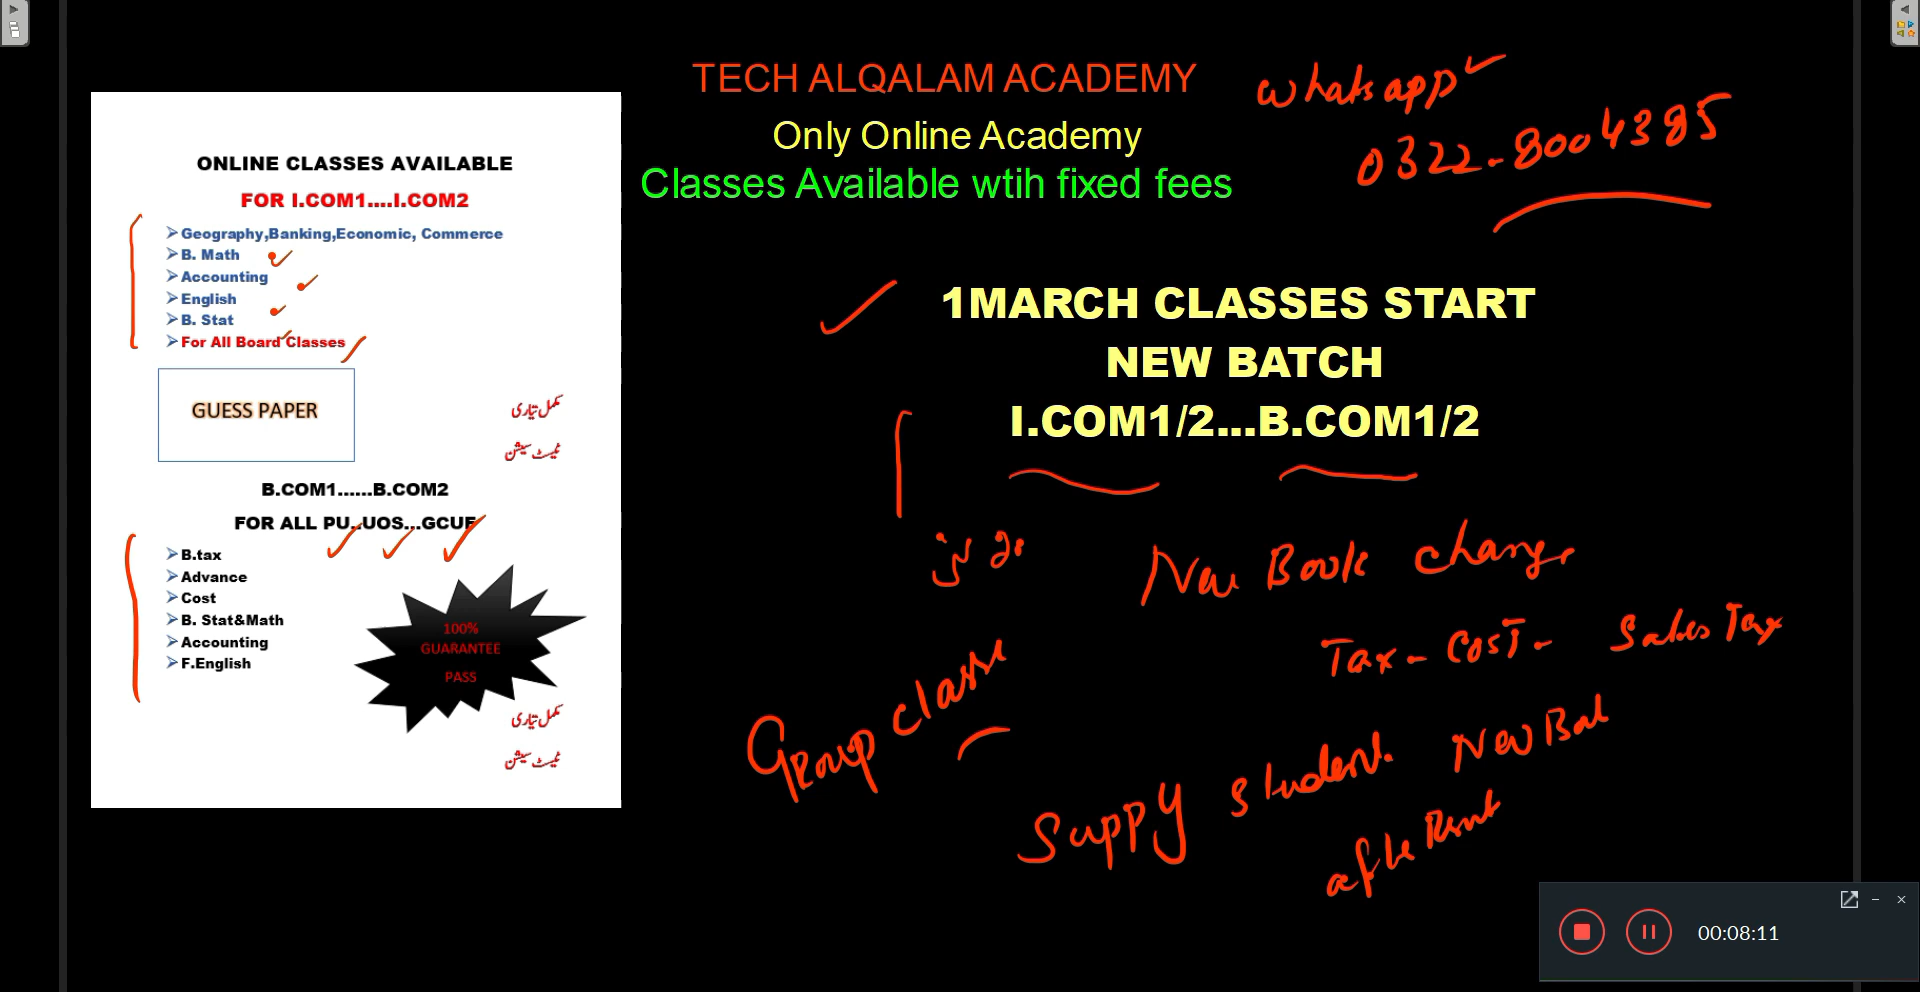 TECH ALQALAM ACADEMY
Only Online Academy
Classes Available wtih fixed fees
whatsapp
0322-8004385
ONLINE CLASSES AVAILABLE
FOR I.COM1....I.COM2
Geography,Banking,Economic, Commerce
B. Math
Accounting
English
B. Stat
For All Board Classes
GUESS PAPER
مکمل تیاری
ٹیسٹ سیشن
B.COM1......B.COM2
FOR ALL PU..UOS...GCUF
B.tax
Advance
Cost
B. Stat&Math
Accounting
F.English
100%
GUARANTEE
PASS
مکمل تیاری
ٹیسٹ سیشن
1MARCH CLASSES START
NEW BATCH
I.COM1/2...B.COM1/2
New Book change
Tax - Cost - Sales Tax
Group classe
Suppy student. New Bat
00:08:11